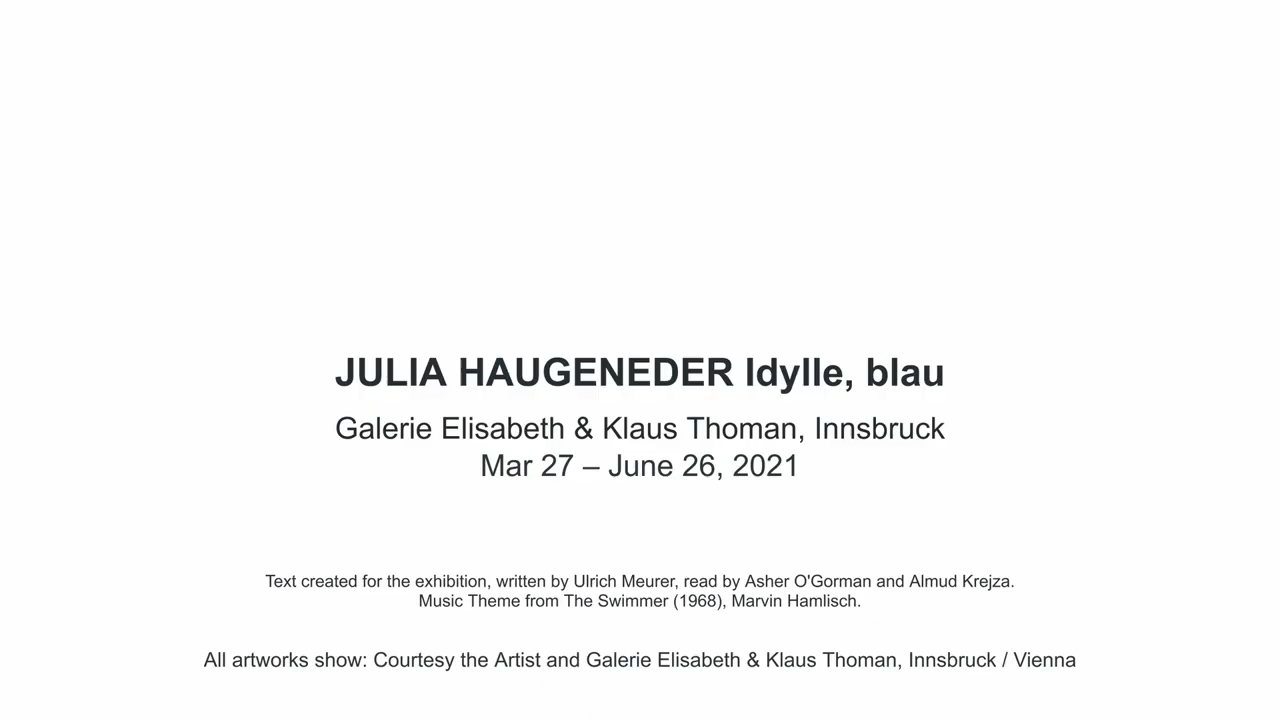 JULIA HAUGENEDER Idylle, blau
Galerie Elisabeth & Klaus Thoman, Innsbruck
Mar 27 – June 26, 2021
Text created for the exhibition, written by Ulrich Meurer, read by Asher O'Gorman and Almud Krejza.
Music Theme from The Swimmer (1968), Marvin Hamlisch.
All artworks show: Courtesy the Artist and Galerie Elisabeth & Klaus Thoman, Innsbruck / Vienna